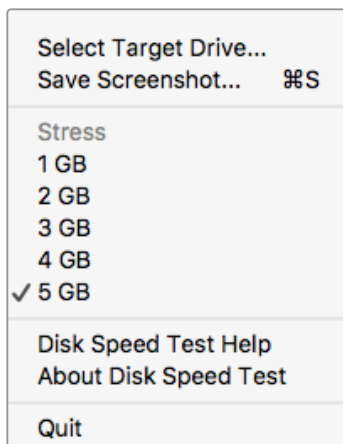 Select Target Drive...
Save Screenshot... ⌘S
Stress
1 GB
2 GB
3 GB
4 GB
✓ 5 GB
Disk Speed Test Help
About Disk Speed Test
Quit